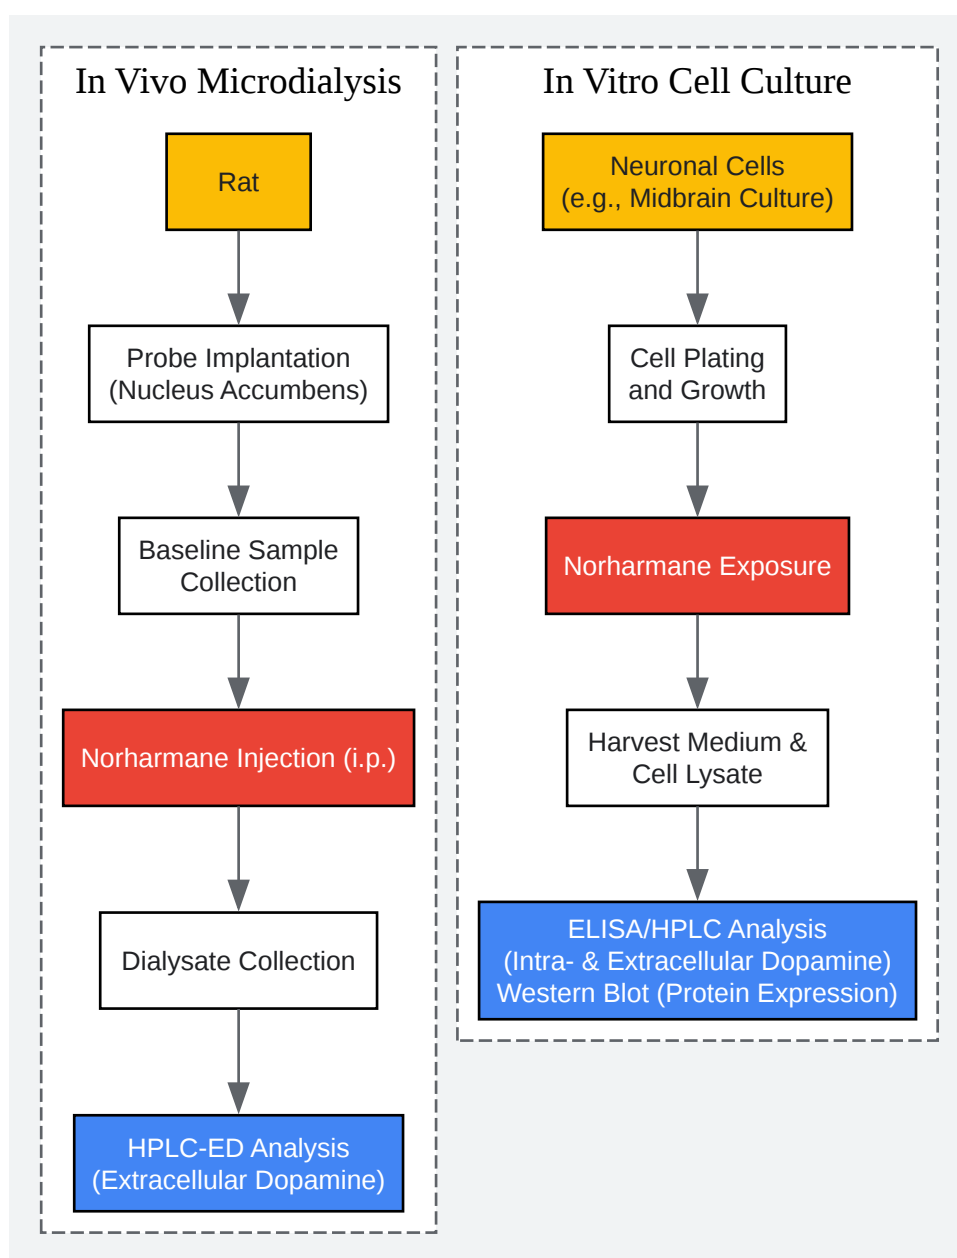 In Vivo Microdialysis
Rat
Probe Implantation
(Nucleus Accumbens)
Baseline Sample
Collection
Norharmane Injection (i.p.)
Dialysate Collection
HPLC-ED Analysis
(Extracellular Dopamine)
In Vitro Cell Culture
Neuronal Cells
(e.g., Midbrain Culture)
Cell Plating
and Growth
Norharmane Exposure
Harvest Medium &
Cell Lysate
ELISA/HPLC Analysis
(Intra- & Extracellular Dopamine)
Western Blot (Protein Expression)